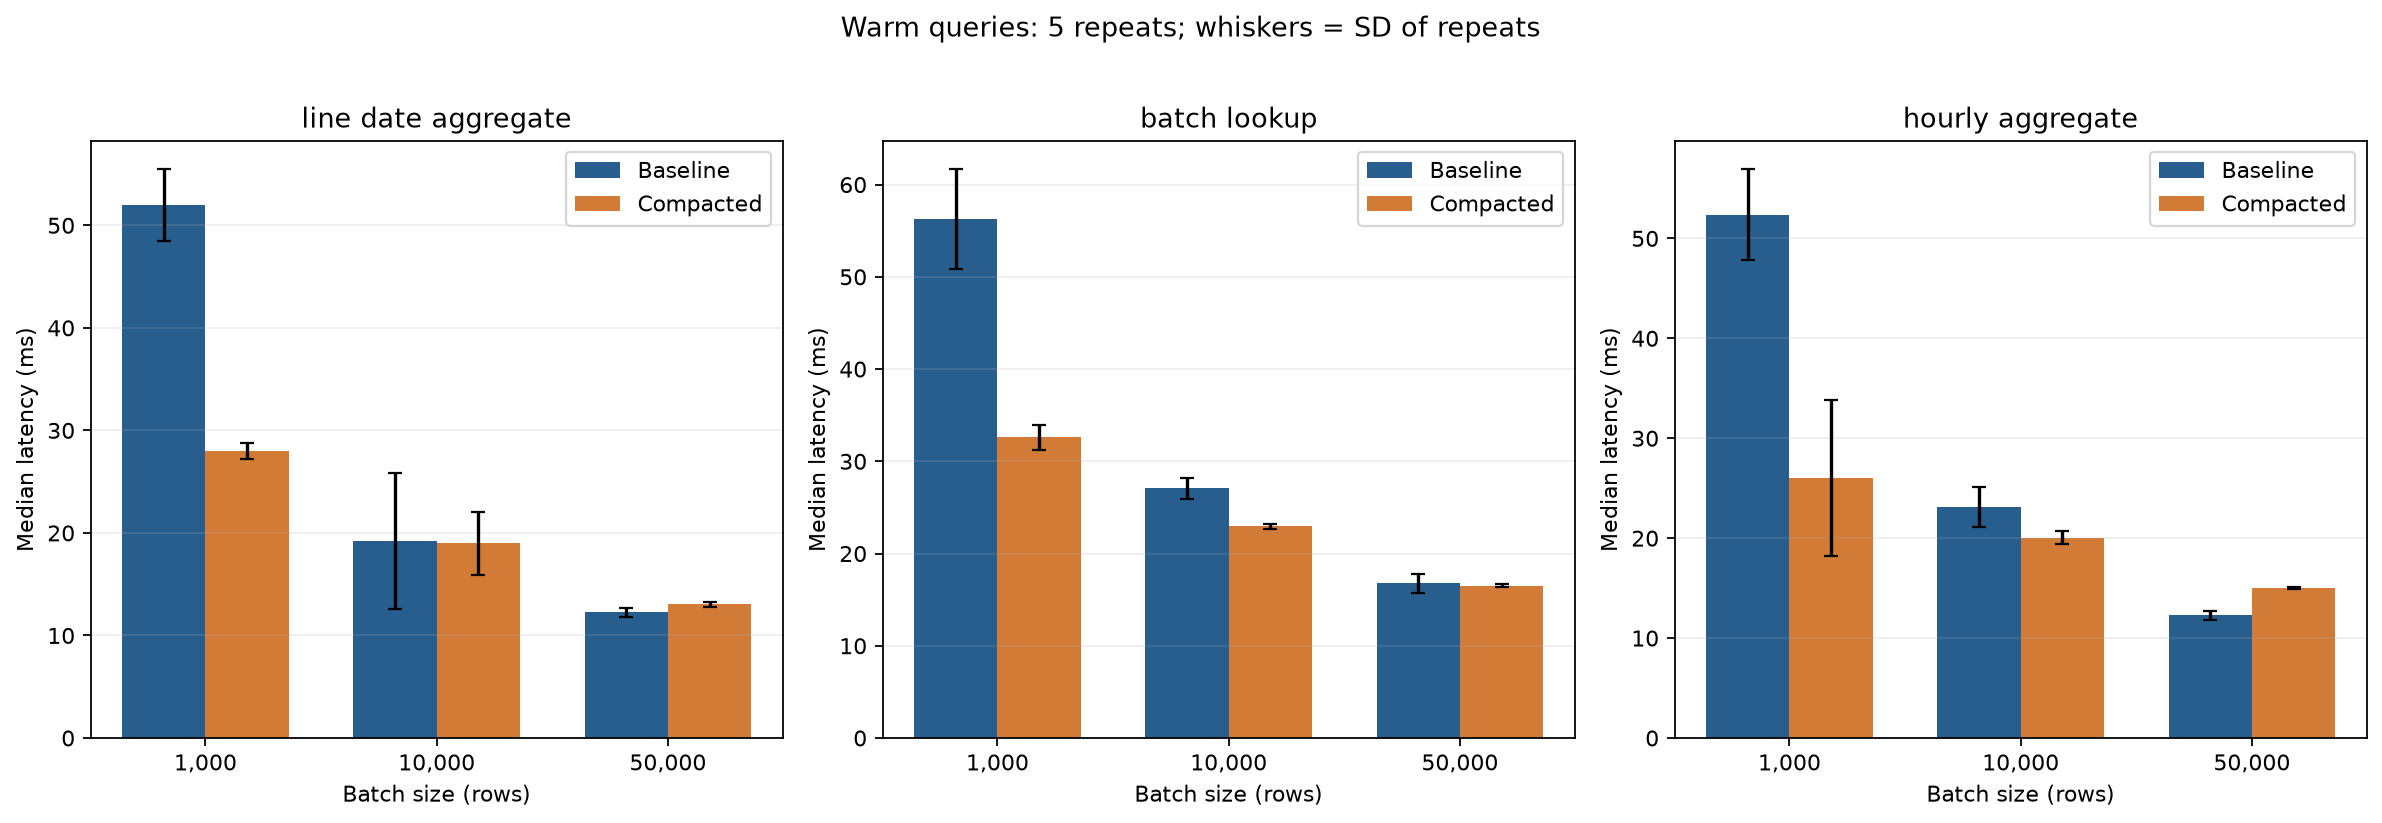 Warm queries: 5 repeats; whiskers = SD of repeats
line date aggregate
Median latency (ms)
50
40
30
20
10
0
Baseline
Compacted
1,000
10,000
50,000
Batch size (rows)
batch lookup
Median latency (ms)
60
50
40
30
20
10
0
Baseline
Compacted
1,000
10,000
50,000
Batch size (rows)
hourly aggregate
Median latency (ms)
50
40
30
20
10
0
Baseline
Compacted
1,000
10,000
50,000
Batch size (rows)